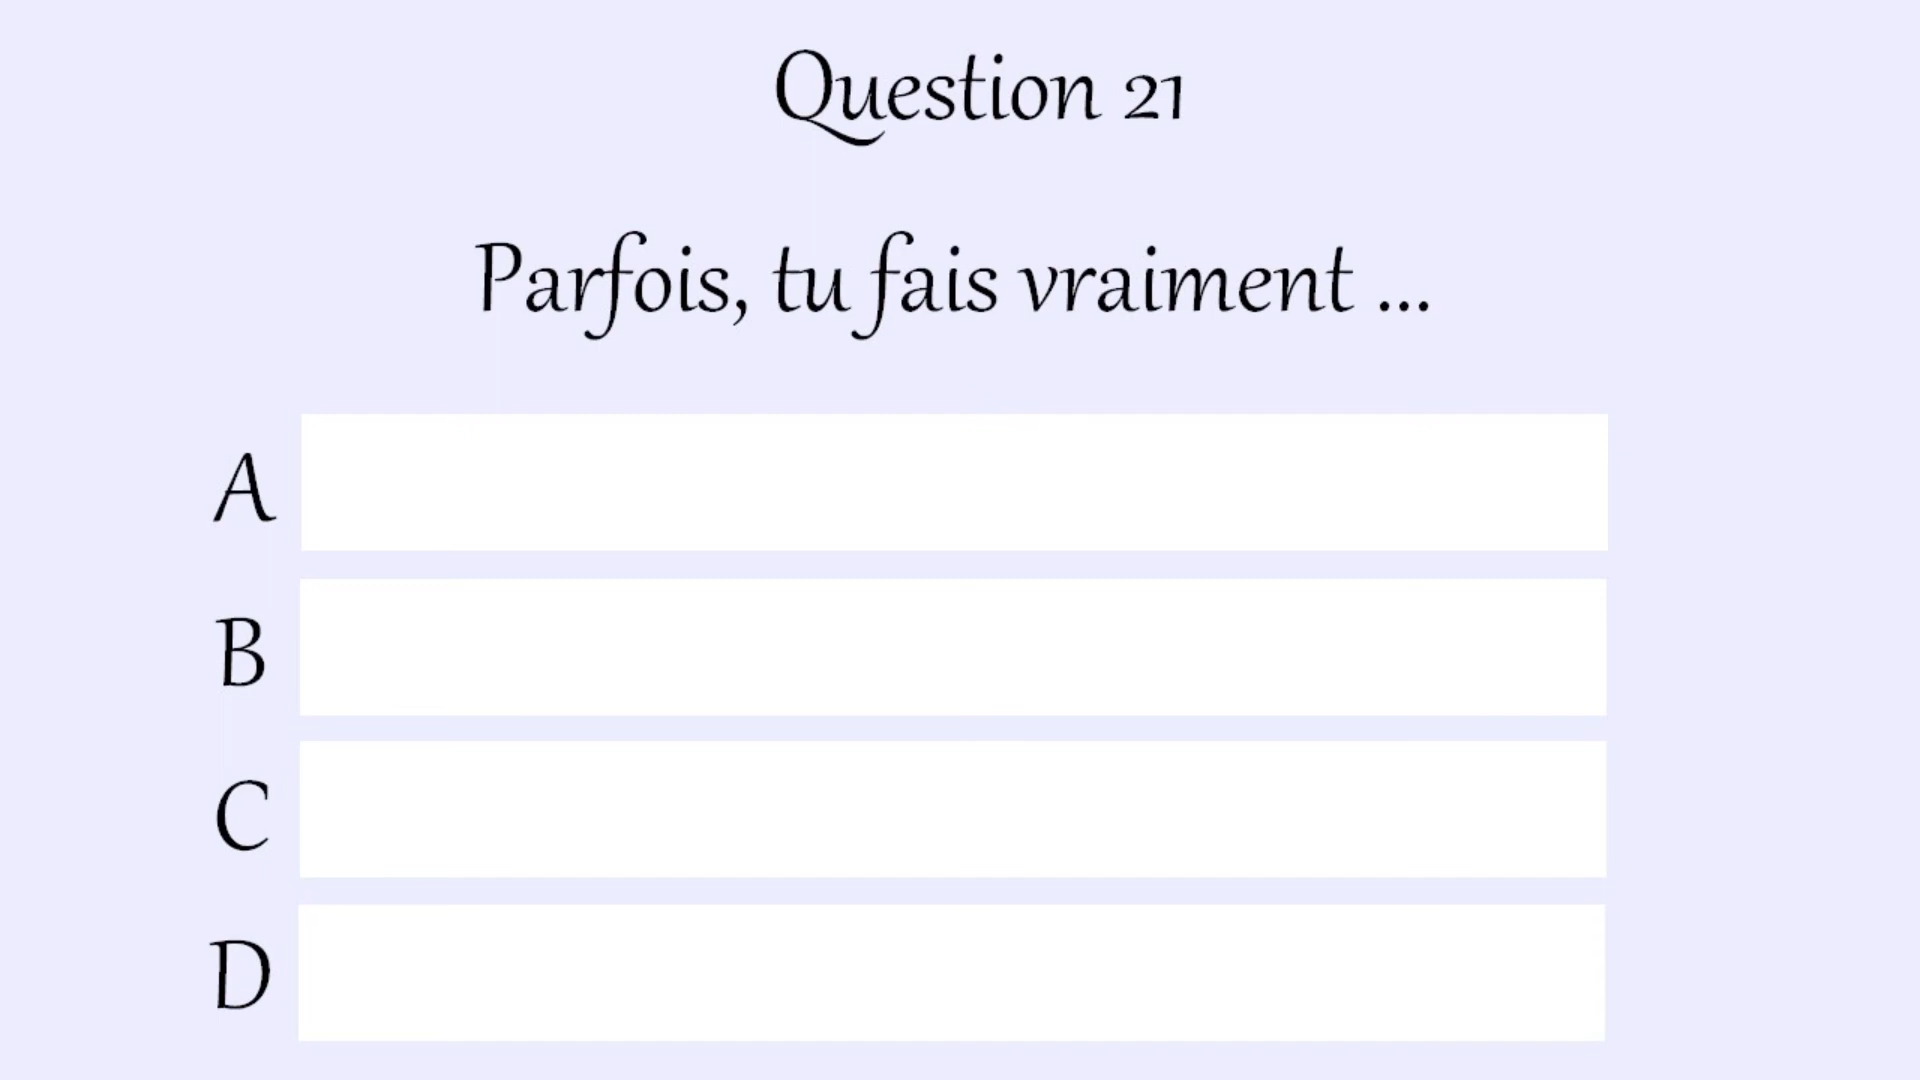 Question 21
Parfois, tu fais vraiment ...
A
B
C
D